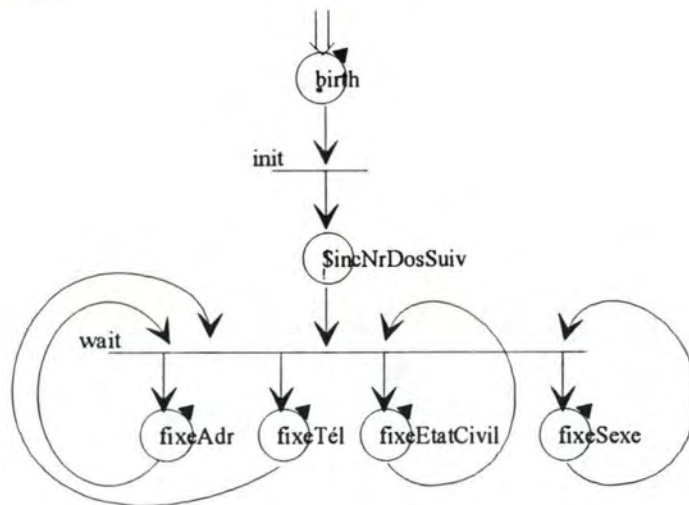 birth
init
$incNrDosSuiv
wait
fixeAdr fixeTél fixeEtatCivil fixeSexe